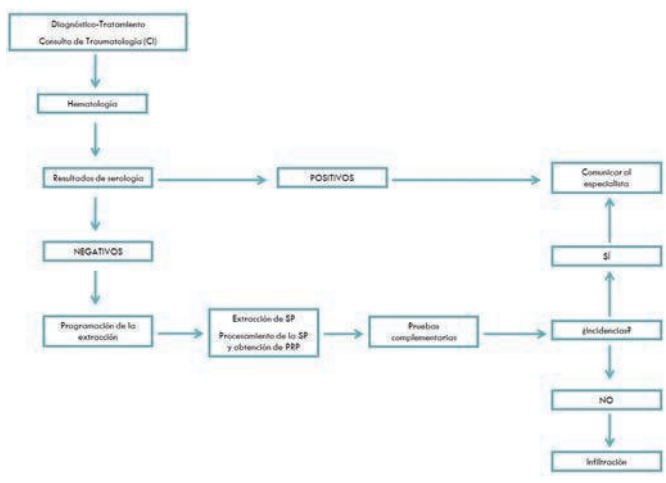 Diagnóstico-Tratamiento
Consulta de Traumatología (CI)
Hematología
Resultados de serología
POSITIVOS
Comunicar al
especialista
NEGATIVOS
SÍ
Programación de la
extracción
Extracción de SP
Procesamiento de la SP
y obtención de PRP
Pruebas
complementarias
¿Incidencias?
NO
Infiltración